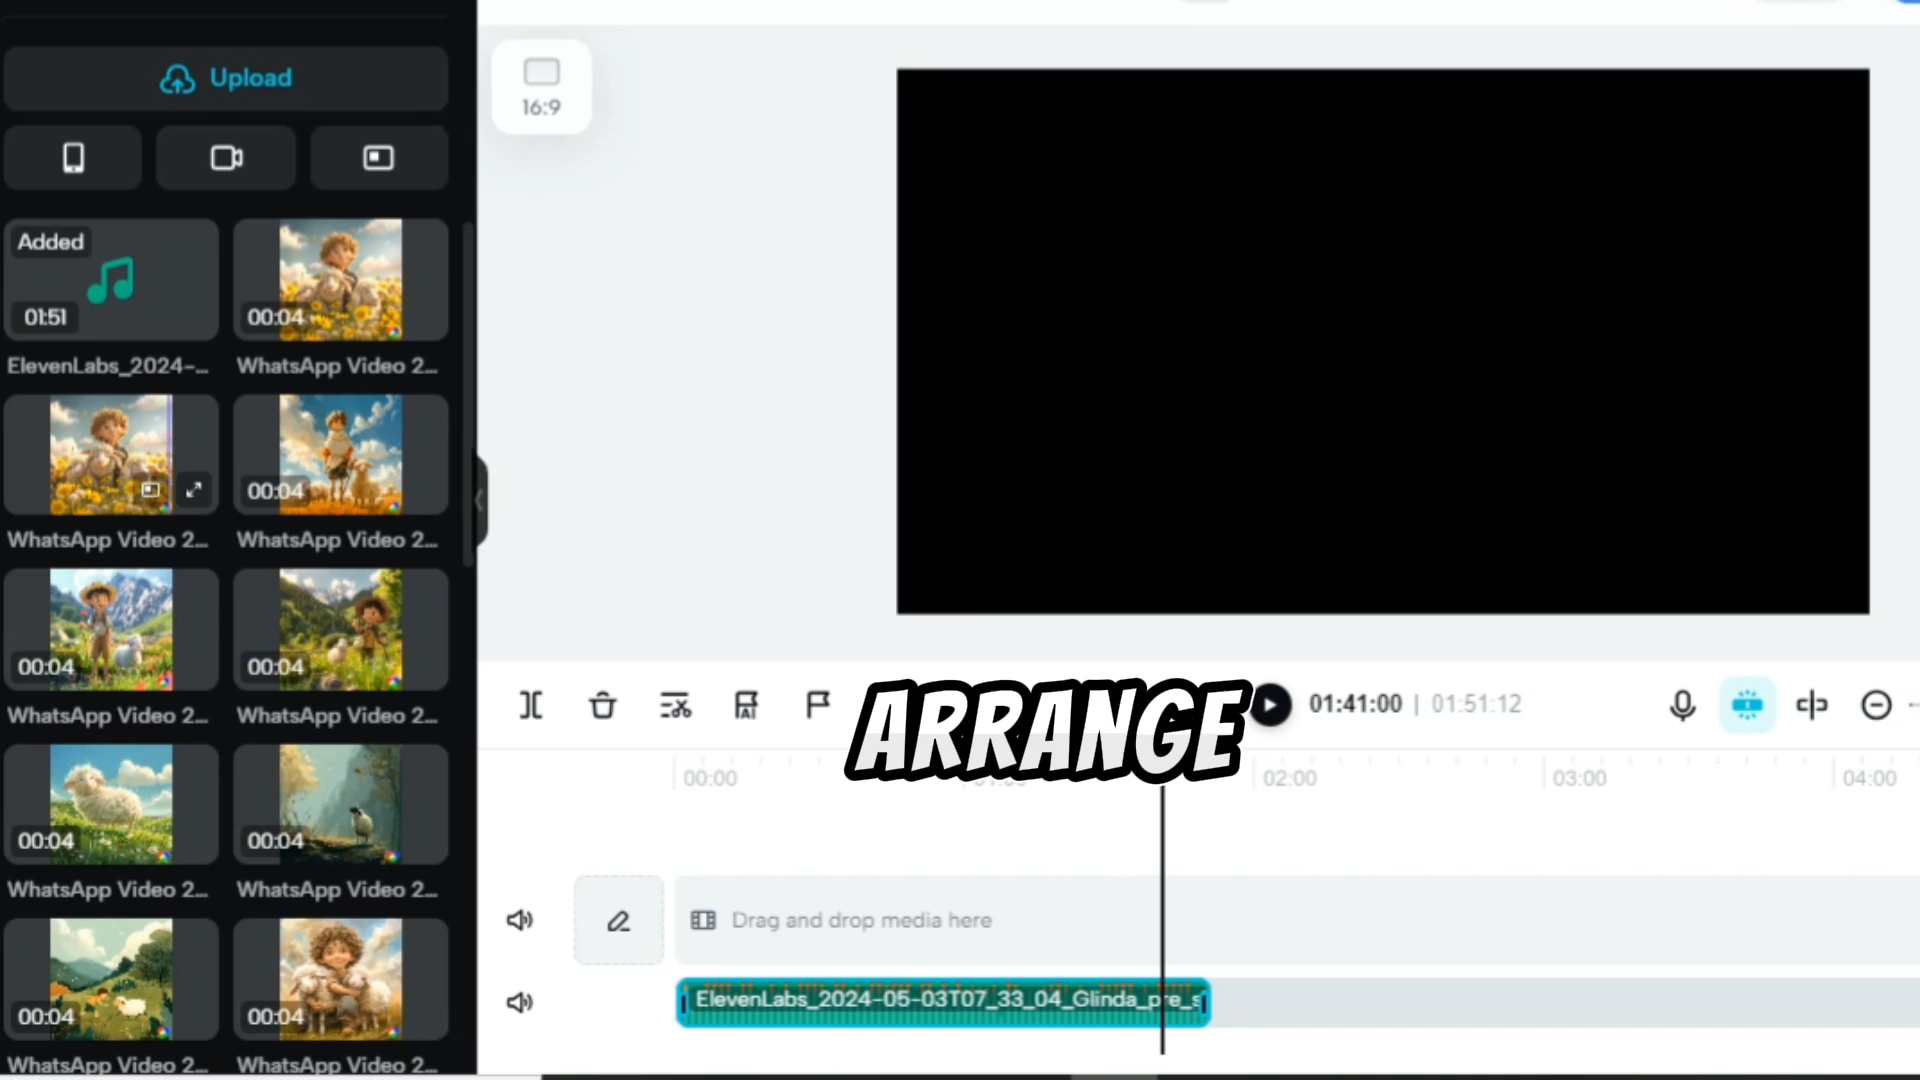 Upload
16:9
Added
01:51
00:04
ElevenLabs_2024-...
WhatsApp Video 2...
00:04
WhatsApp Video 2...
WhatsApp Video 2...
00:04
00:04
WhatsApp Video 2...
WhatsApp Video 2...
00:04
00:04
WhatsApp Video 2...
WhatsApp Video 2...
00:04
00:04
WhatsApp Video 2...
WhatsApp Video 2...
AI
ARRANGE
01:41:00 | 01:51:12
00:00
02:00
03:00
04:00
Drag and drop media here
ElevenLabs_2024-05-03T07_33_04_Glinda_pre_s